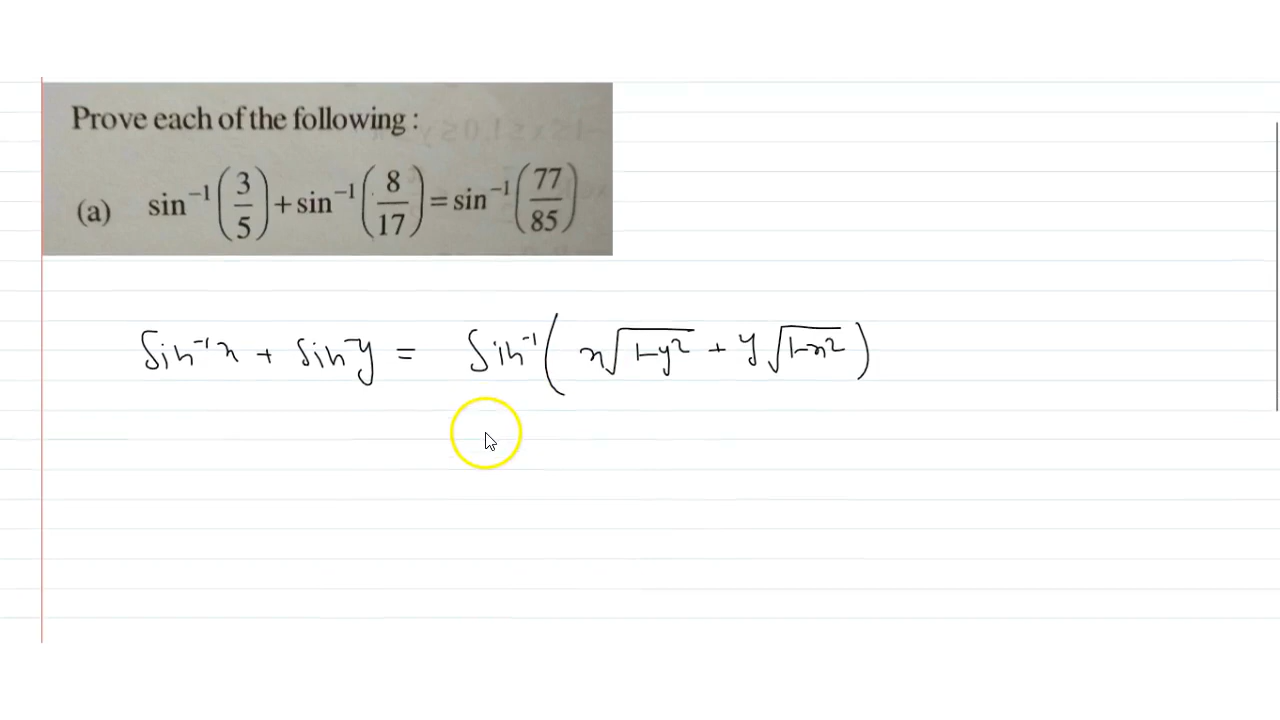 Prove each of the following :
(a) sin⁻¹(3/5) + sin⁻¹(8/17) = sin⁻¹(77/85)
Sin⁻¹x + Sin⁻y = Sin⁻¹(x√(1-y²) + y√(1-x²))